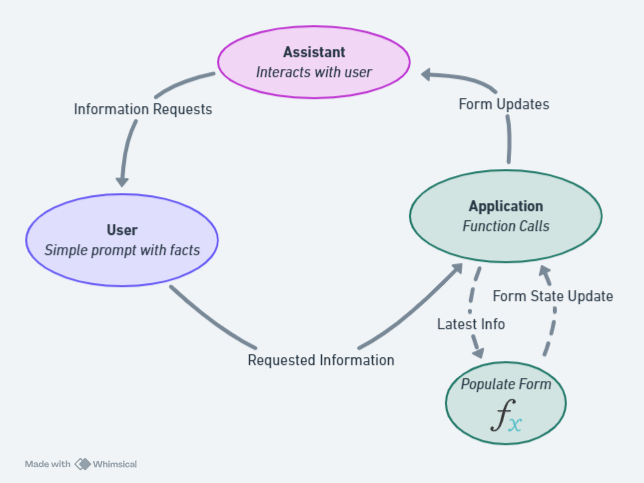 Assistant
Interacts with user
Information Requests
Form Updates
User
Simple prompt with facts
Application
Function Calls
Form State Update
Latest Info
Requested Information
Populate Form
fx
Made with Whimsical